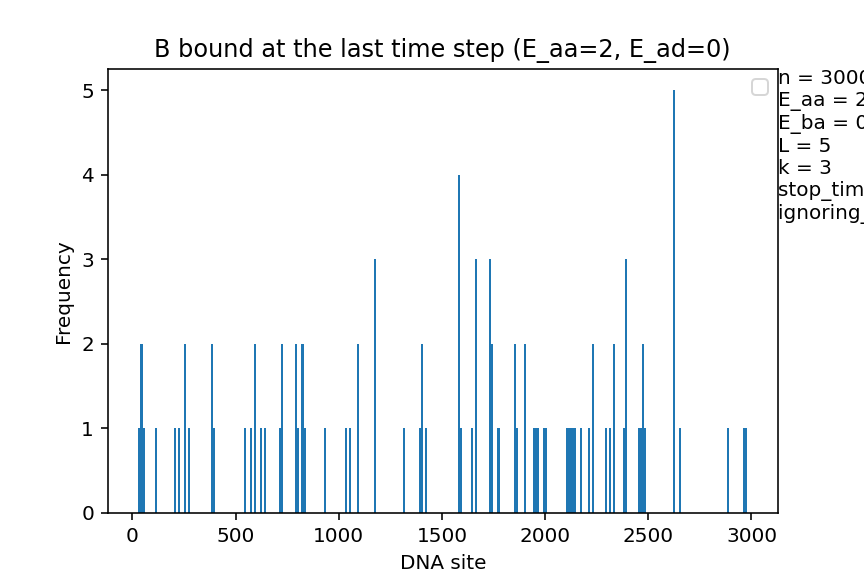 B bound at the last time step (E_aa=2, E_ad=0)
n = 3000
E_aa = 2
E_ba = 0
L = 5
k = 3
stop_tim
ignoring_
Frequency
5
4
3
2
1
0
0 500 1000 1500 2000 2500 3000
DNA site